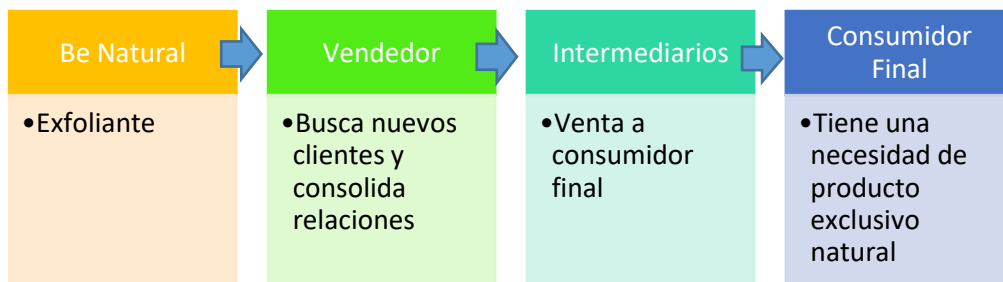 Be Natural
•Exfoliante
Vendedor
•Busca nuevos
clientes y
consolida
relaciones
Intermediarios
•Venta a
consumidor
final
Consumidor
Final
•Tiene una
necesidad de
producto
exclusivo
natural